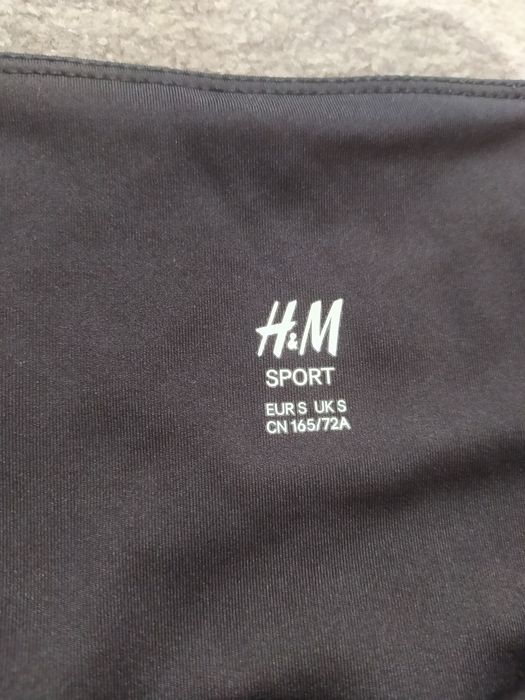 H&M
SPORT
EUR S UK S
CN 165/72A